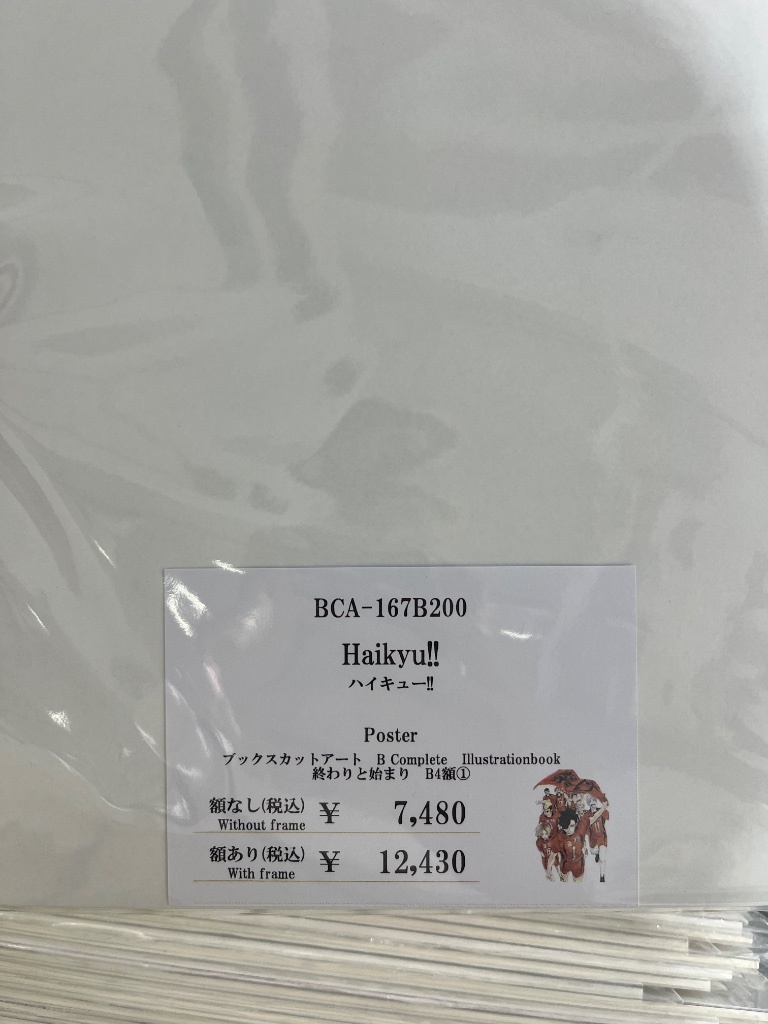 BCA-167B200
Haikyu!!
ハイキュー!!
Poster
ブックスカットアート　B Complete　Illustrationbook
終わりと始まり　B4額①
額なし(税込) ¥ 7,480
Without frame
額あり(税込) ¥ 12,430
With frame